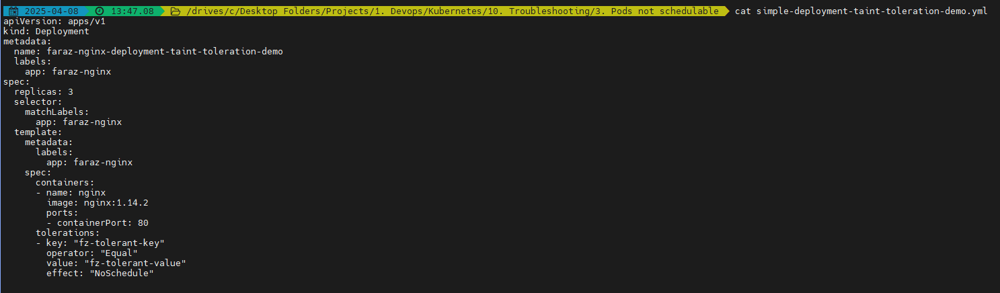 2025-04-08 13:47.08 /drives/c/Desktop Folders/Projects/1. Devops/Kubernetes/10. Troubleshooting/3. Pods not schedulable cat simple-deployment-taint-toleration-demo.yml
apiVersion: apps/v1
kind: Deployment
metadata:
  name: faraz-nginx-deployment-taint-toleration-demo
  labels:
    app: faraz-nginx
spec:
  replicas: 3
  selector:
    matchLabels:
      app: faraz-nginx
  template:
    metadata:
      labels:
        app: faraz-nginx
    spec:
      containers:
      - name: nginx
        image: nginx:1.14.2
        ports:
        - containerPort: 80
      tolerations:
      - key: "fz-tolerant-key"
        operator: "Equal"
        value: "fz-tolerant-value"
        effect: "NoSchedule"